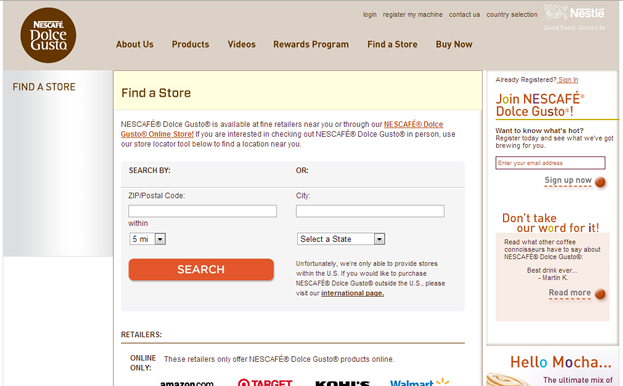 login   register my machine   contact us   country selection
Nestlé
Good Food, Good Life
NESCAFÉ
Dolce
Gusto
About Us   Products   Videos   Rewards Program   Find a Store   Buy Now
FIND A STORE
Find a Store
NESCAFÉ® Dolce Gusto® is available at fine retailers near you or through our NESCAFÉ® Dolce
Gusto® Online Store! If you are interested in checking out NESCAFÉ® Dolce Gusto® in person, use
our store locator tool below to find a location near you.
SEARCH BY:   OR:
ZIP/Postal Code:   City:
within
5 mi   Select a State
SEARCH
Unfortunately, we're only able to provide stores
within the U.S. If you would like to purchase
NESCAFÉ® Dolce Gusto® outside the U.S., please
visit our international page.
RETAILERS:
ONLINE
ONLY:
These retailers only offer NESCAFÉ® Dolce Gusto® products online.
amazon.com   TARGET   KOHL'S   Walmart
Already Registered? Sign In
Join NESCAFÉ®
Dolce Gusto®!
Want to know what's hot?
Register today and see what we've got
brewing for you.
Enter your email address
Sign up now
Don't take
our word for it!
Read what other coffee
connoisseurs have to say about
NESCAFÉ® Dolce Gusto®:
Best drink ever...
- Martin K.
Read more
Hello Mocha...
The ultimate mix of